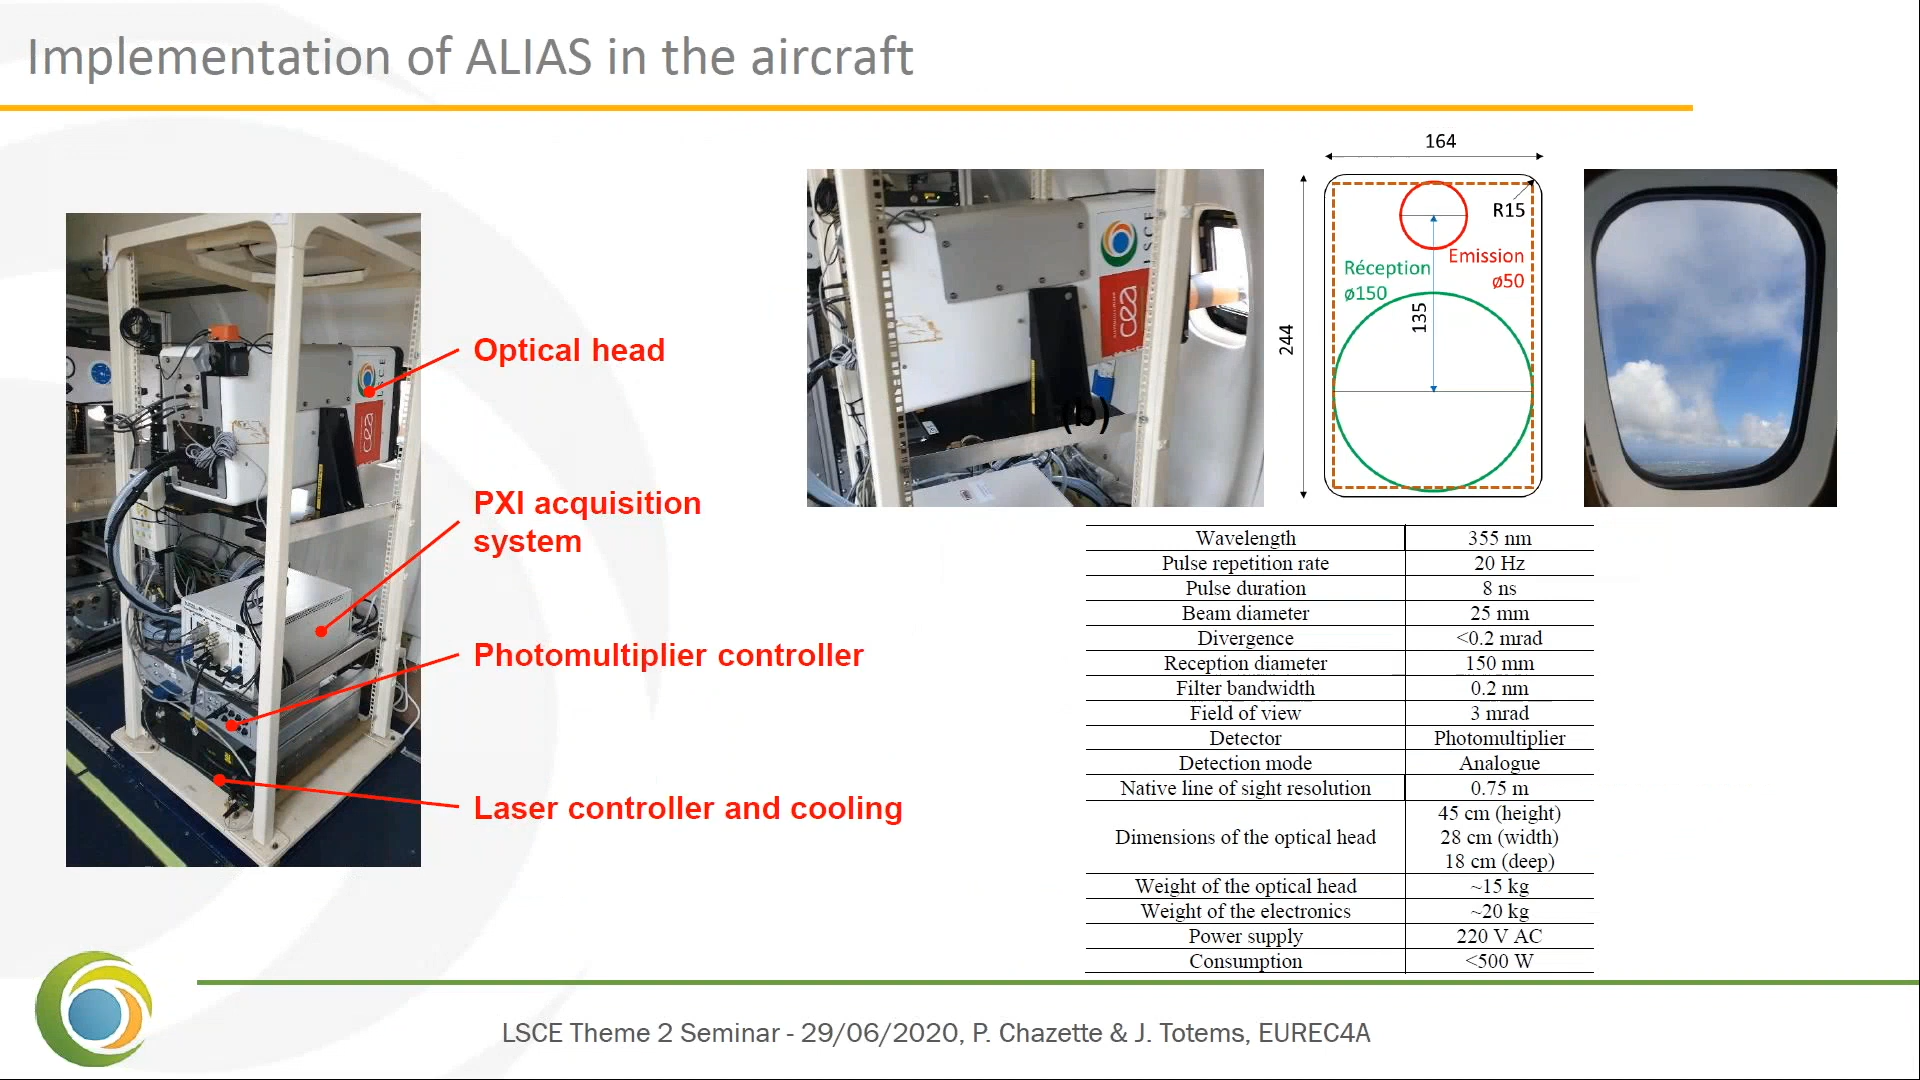 Implementation of ALIAS in the aircraft
Optical head
PXI acquisition
system
Photomultiplier controller
Laser controller and cooling
LSCE
cea
(b)
cea
164
R15
Emission
ø50
Réception
ø150
135
244
Wavelength 355 nm
Pulse repetition rate 20 Hz
Pulse duration 8 ns
Beam diameter 25 mm
Divergence <0.2 mrad
Reception diameter 150 mm
Filter bandwidth 0.2 nm
Field of view 3 mrad
Detector Photomultiplier
Detection mode Analogue
Native line of sight resolution 0.75 m
Dimensions of the optical head 45 cm (height)
28 cm (width)
18 cm (deep)
Weight of the optical head ~15 kg
Weight of the electronics ~20 kg
Power supply 220 V AC
Consumption <500 W
LSCE Theme 2 Seminar - 29/06/2020, P. Chazette & J. Totems, EUREC4A